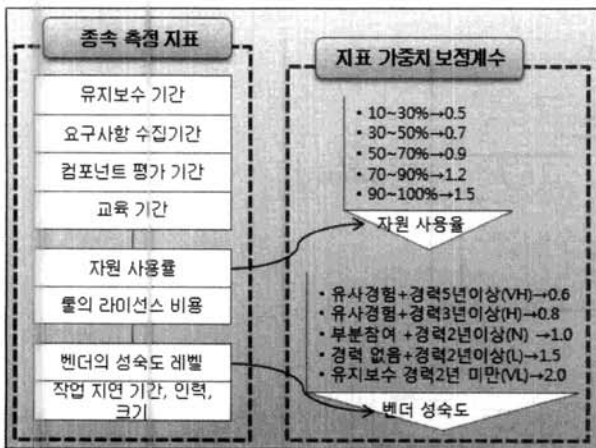 종속 측정 지표
유지보수 기간
요구사항 수집기간
컴포넌트 평가 기간
교육 기간
자원 사용률
툴의 라이선스 비용
벤더의 성숙도 레벨
작업 지연 기간, 인력,
크기
지표 가중치 보정계수
• 10~30%→0.5
• 30~50%→0.7
• 50~70%→0.9
• 70~90%→1.2
• 90~100%→1.5
자원 사용율
• 유사경험+경력5년이상(VH)→0.6
• 유사경험+경력3년이상(H)→0.8
• 부분참여 +경력2년이상(N)→1.0
• 경력 없음+경력2년이상(L)→1.5
• 유지보수 경력2년 미만(VL)→2.0
벤더 성숙도